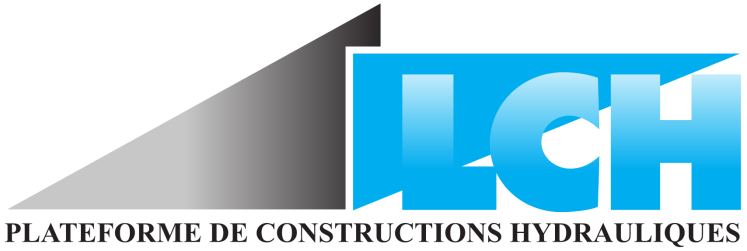 LCH
PLATEFORME DE CONSTRUCTIONS HYDRAULIQUES